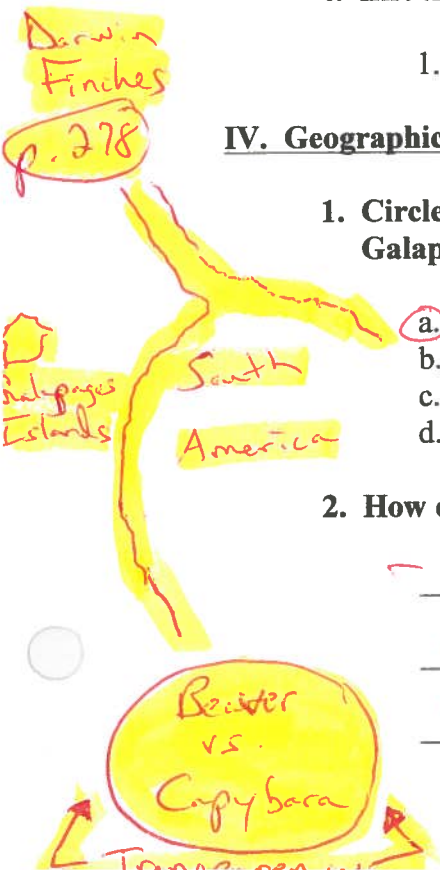 Darwin
Finches
p. 278
1.
IV. Geographic
1. Circle
Galap
a.
b.
c.
d.
Galapagos
Islands
South
America
2. How
Beaver
vs.
Capybara